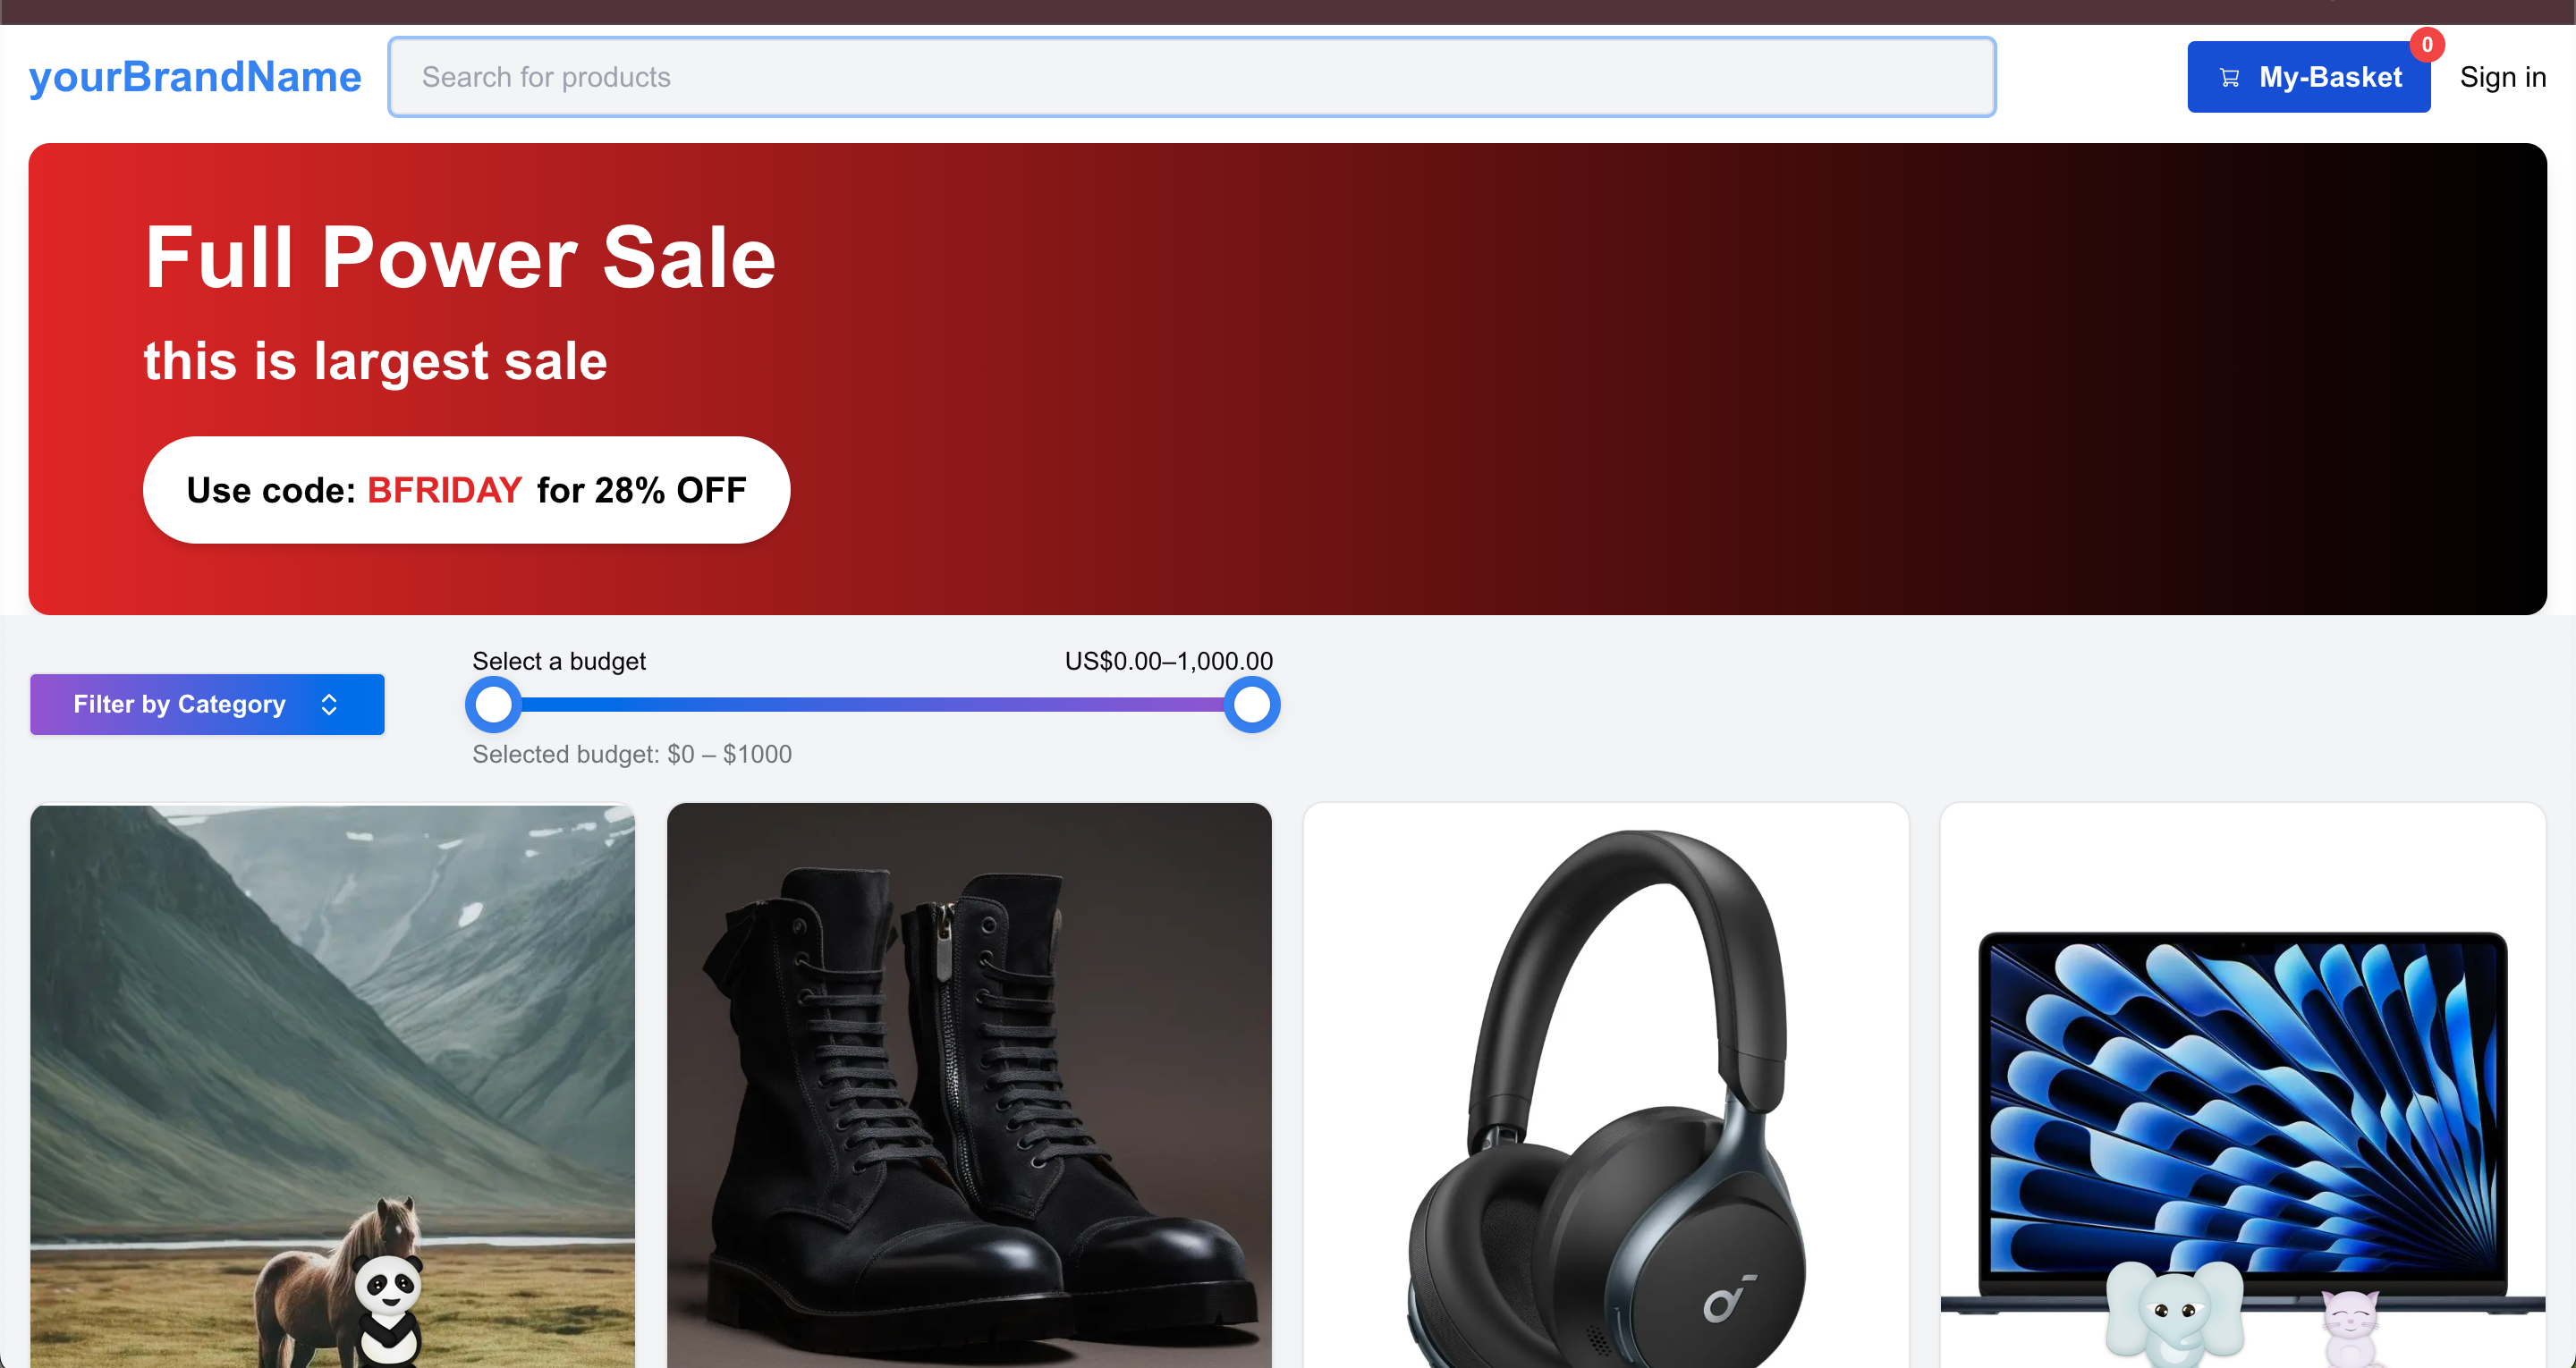 yourBrandName
Search for products
0
My-Basket
Sign in
Full Power Sale
this is largest sale
Use code: BFRIDAY for 28% OFF
Filter by Category
Select a budget
US$0.00–1,000.00
Selected budget: $0 – $1000